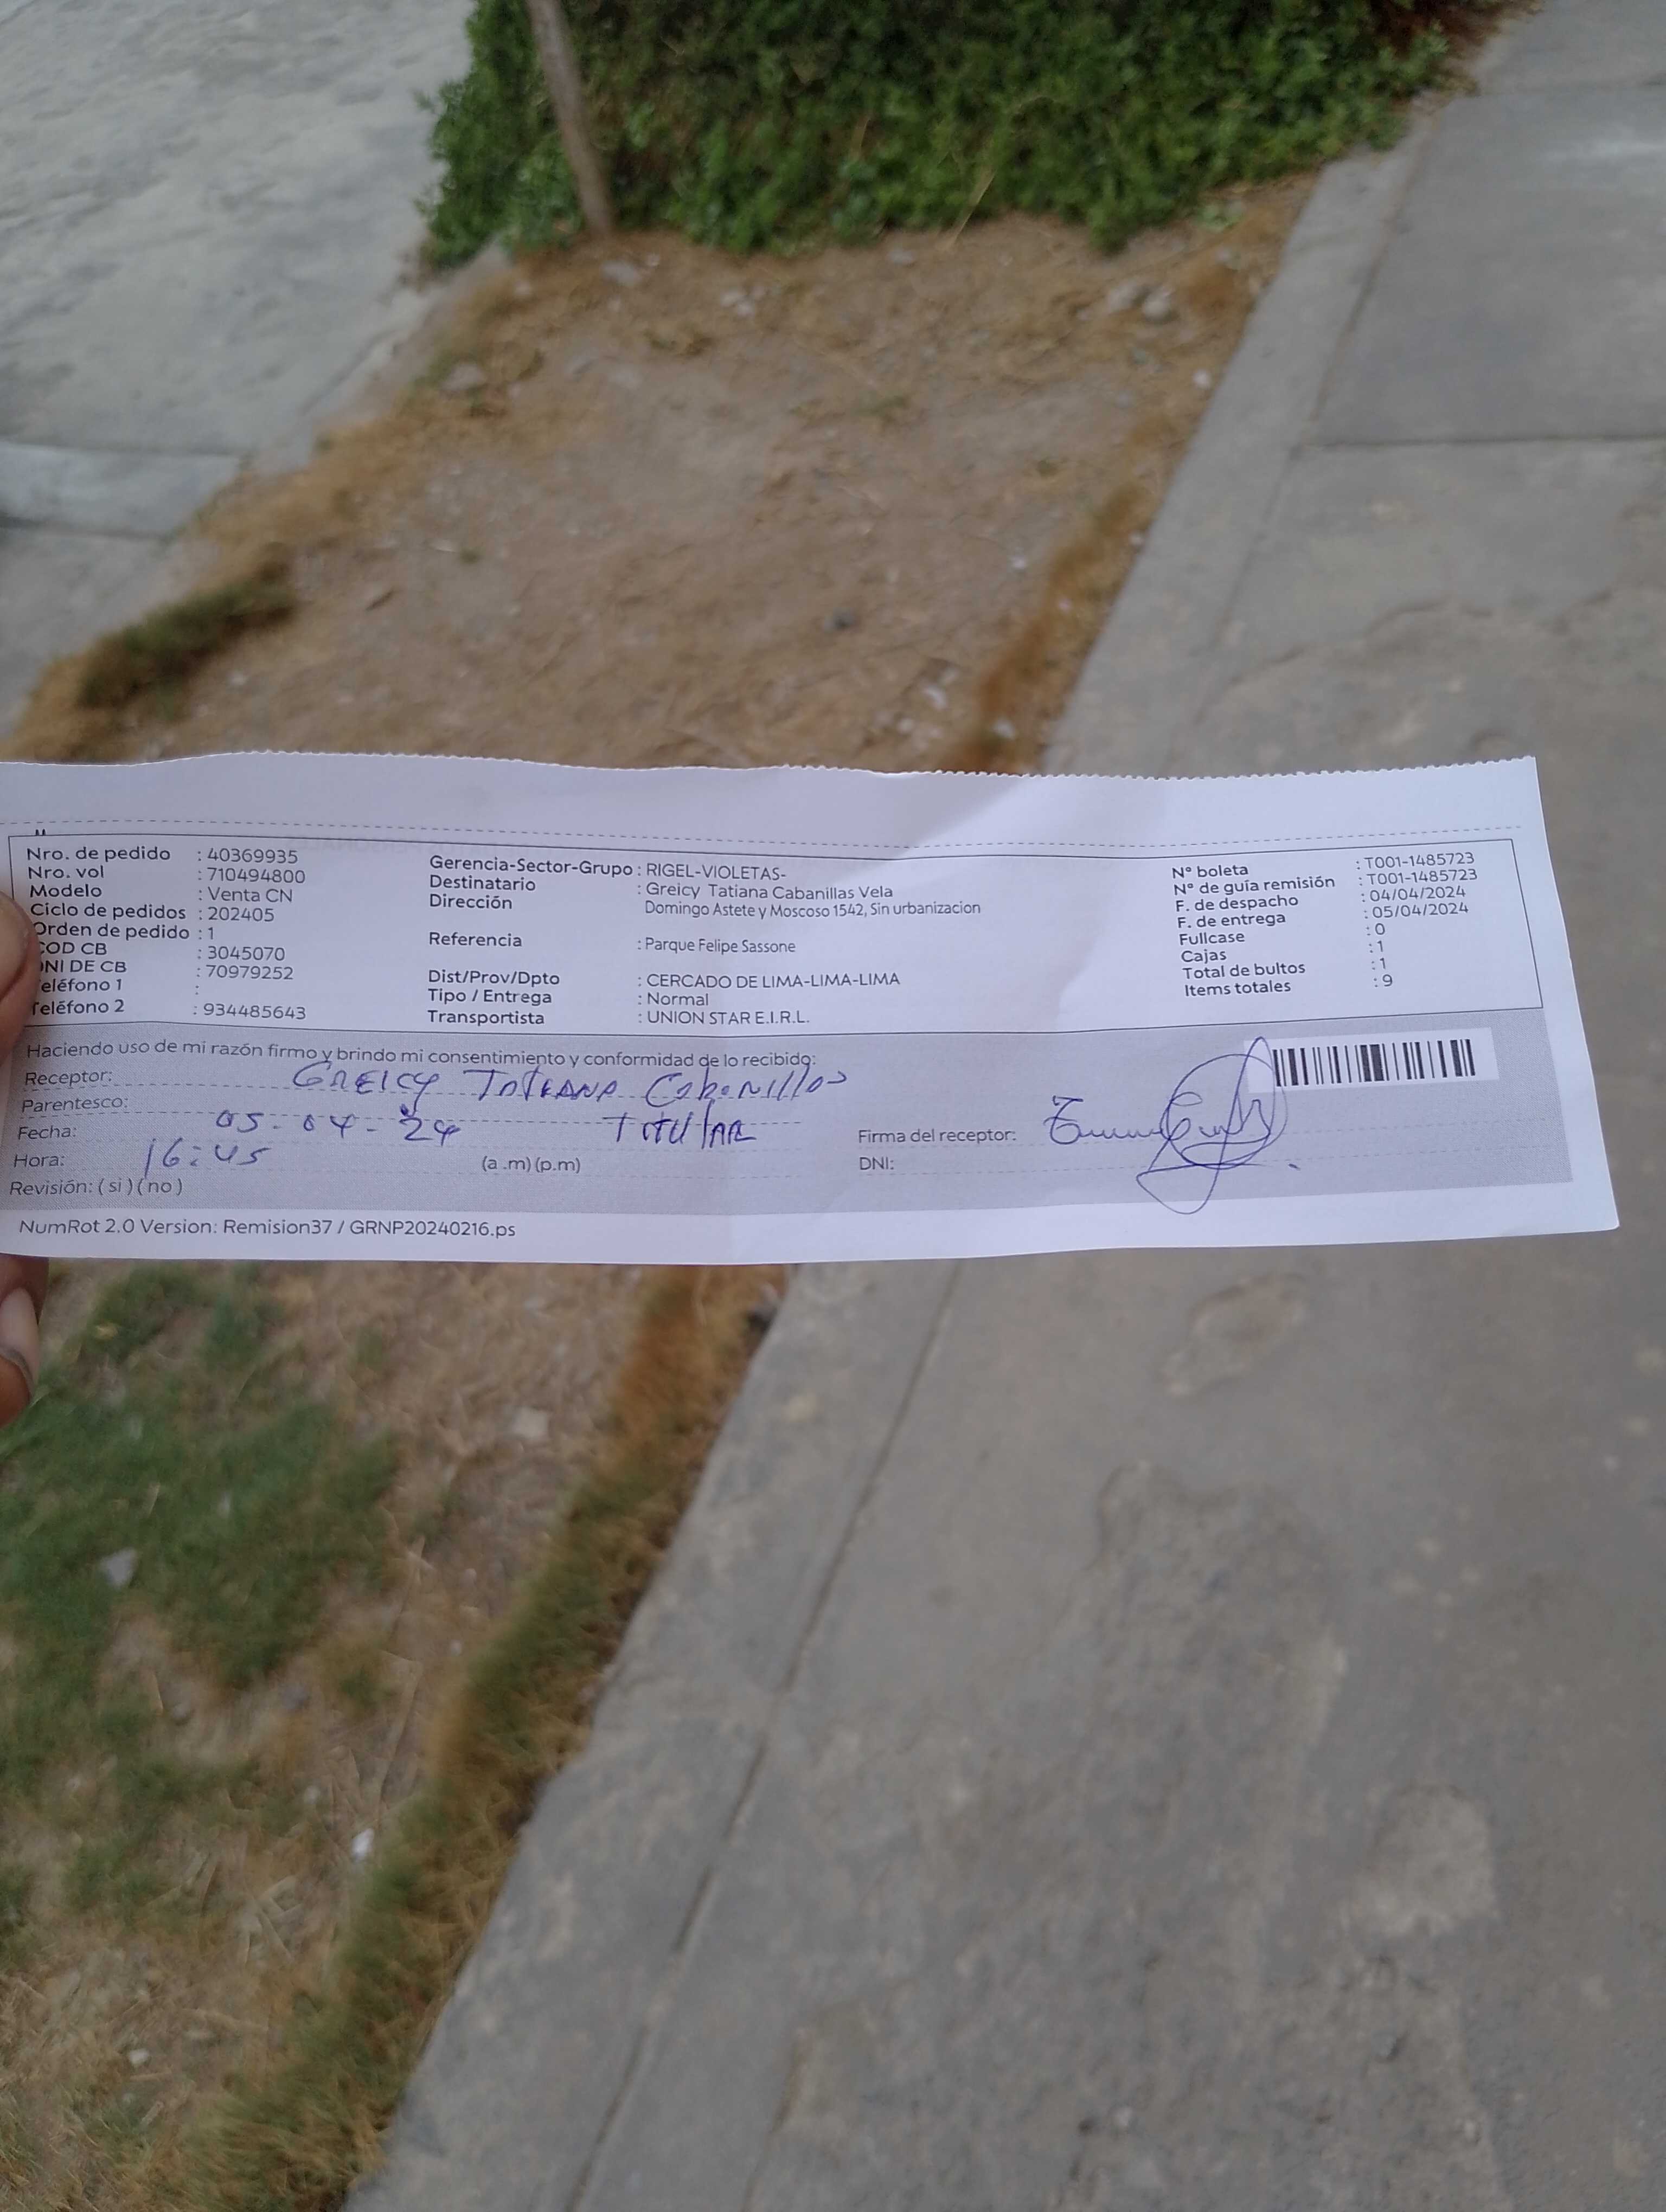 Nro. de pedido : 40369935
Nro. vol : 710494800
Modelo : Venta CN
Ciclo de pedidos : 202405
Orden de pedido : 1
COD CB : 3045070
DNI DE CB : 70979252
Teléfono 1 :
Teléfono 2 : 934485643
Gerencia-Sector-Grupo : RIGEL-VIOLETAS-
Destinatario : Greicy Tatiana Cabanillas Vela
Dirección Domingo Astete y Moscoso 1542, Sin urbanizacion
Referencia : Parque Felipe Sassone
Dist/Prov/Dpto : CERCADO DE LIMA-LIMA-LIMA
Tipo / Entrega : Normal
Transportista : UNION STAR E.I.R.L.
N° boleta : T001-1485723
N° de guía remisión : T001-1485723
F. de despacho : 04/04/2024
F. de entrega : 05/04/2024
Fullcase : 0
Cajas : 1
Total de bultos : 1
Items totales : 9
Haciendo uso de mi razón firmo y brindo mi consentimiento y conformidad de lo recibido:
Receptor: GREICY TATIANA CABANILLAS
Parentesco: TITULAR
Fecha: 05-04-24
Hora: 16:45 (a.m) (p.m)
Revisión: ( si ) ( no )
Firma del receptor:
DNI:
NumRot 2.0 Version: Remision37 / GRNP20240216.ps